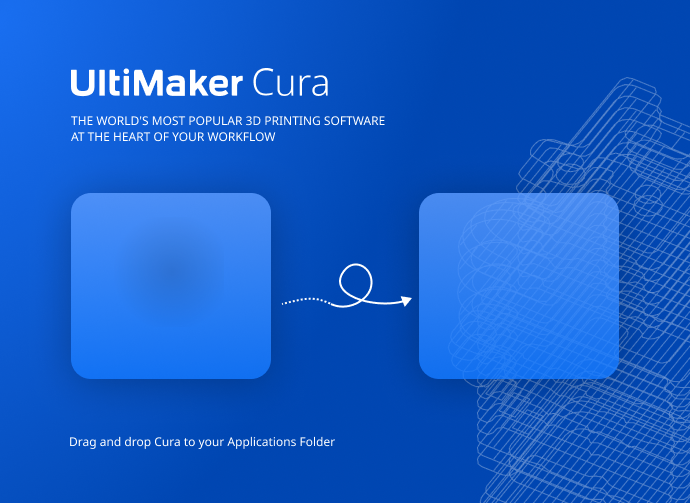 UltiMaker Cura
THE WORLD'S MOST POPULAR 3D PRINTING SOFTWARE
AT THE HEART OF YOUR WORKFLOW
Drag and drop Cura to your Applications Folder